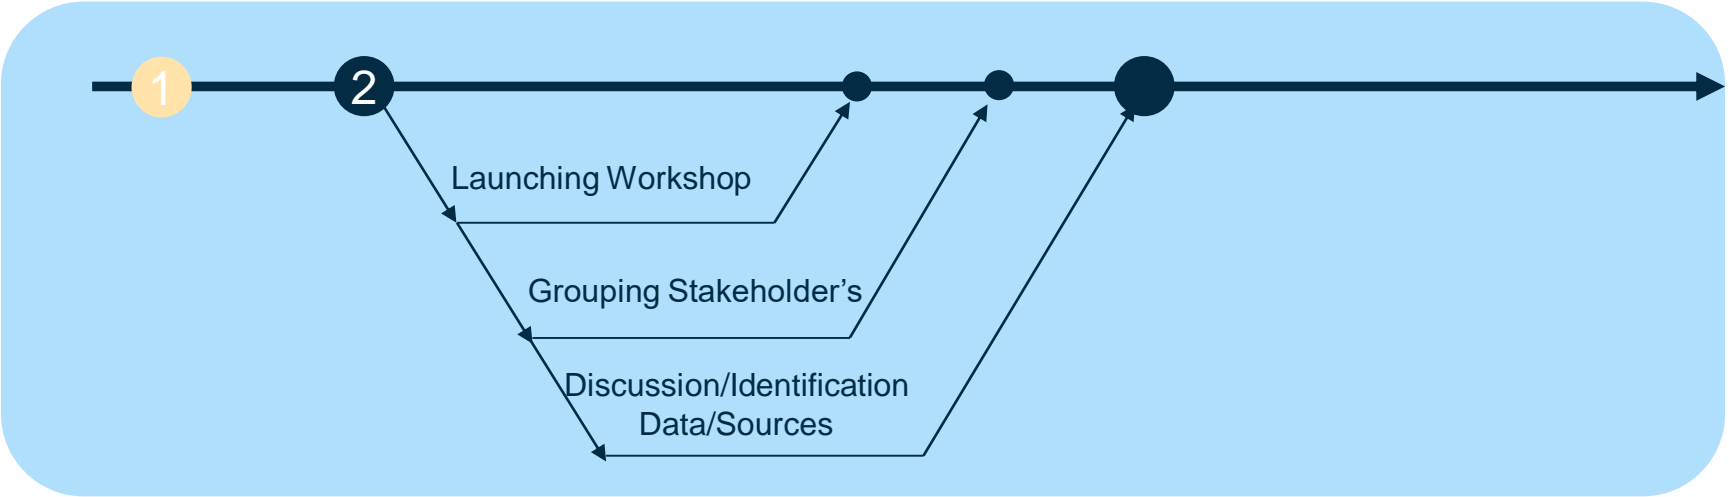 1
2
Launching Workshop
Grouping Stakeholder’s
Discussion/Identification
Data/Sources